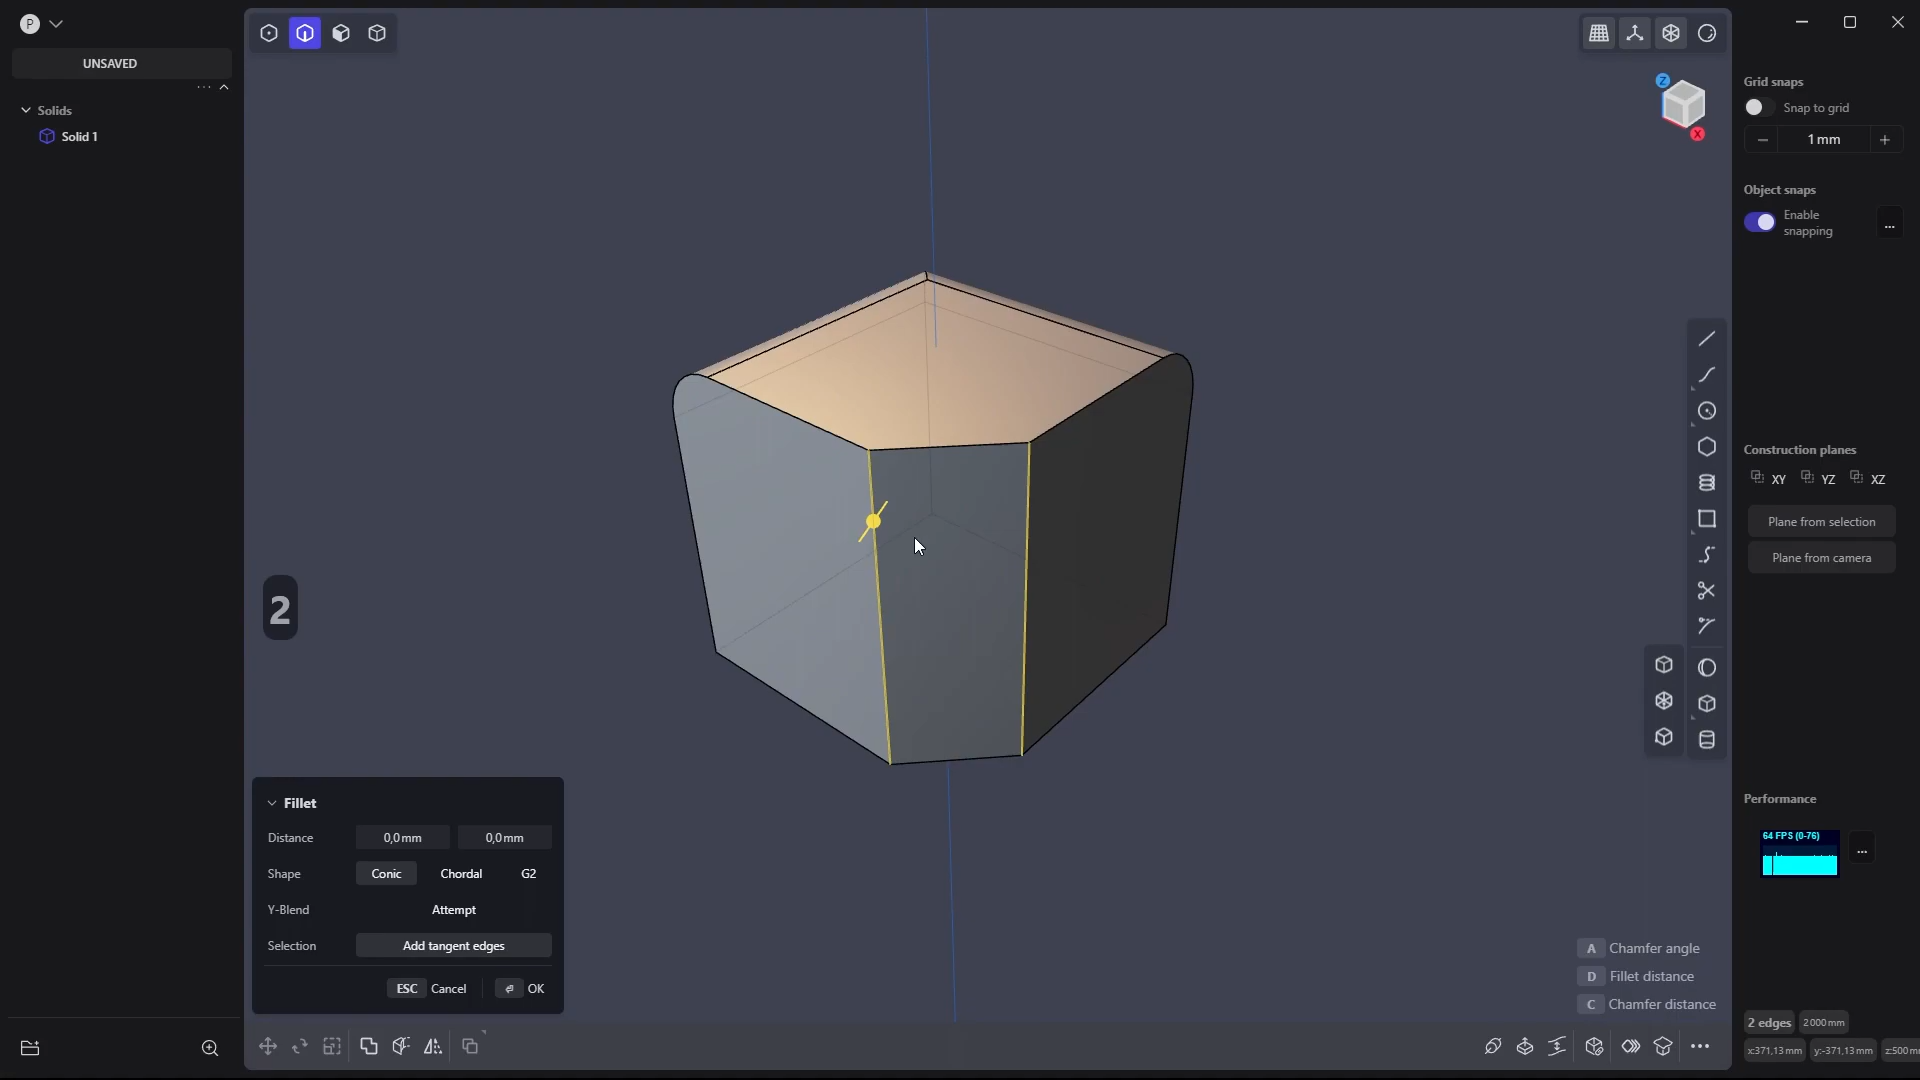 P
UNSAVED
Solids
Solid 1
Z
X
Grid snaps
Snap to grid
1 mm
Object snaps
Enable
snapping
...
Construction planes
XY YZ XZ
Plane from selection
Plane from camera
2
Performance
64 FPS (0-76)
...
Fillet
Distance 0,0 mm 0,0 mm
Shape Conic Chordal G2
Y-Blend Attempt
Selection Add tangent edges
ESC Cancel OK
A Chamfer angle
D Fillet distance
C Chamfer distance
2 edges 2000 mm
x:371,13 mm y:-371,13 mm z:500 m